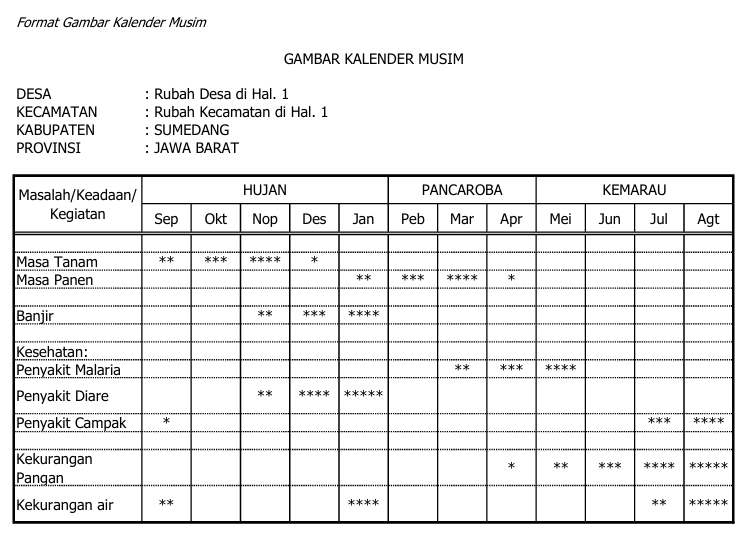 Format Gambar Kalender Musim
GAMBAR KALENDER MUSIM
DESA : Rubah Desa di Hal. 1
KECAMATAN : Rubah Kecamatan di Hal. 1
KABUPATEN : SUMEDANG
PROVINSI : JAWA BARAT
Masalah/Keadaan/
Kegiatan
HUJAN PANCAROBA KEMARAU
Sep Okt Nop Des Jan Peb Mar Apr Mei Jun Jul Agt
Masa Tanam ** *** **** *
Masa Panen ** *** **** *
Banjir ** *** ****
Kesehatan:
Penyakit Malaria ** *** ****
Penyakit Diare ** **** *****
Penyakit Campak * *** ****
Kekurangan
Pangan * ** *** **** *****
Kekurangan air ** **** ** *****